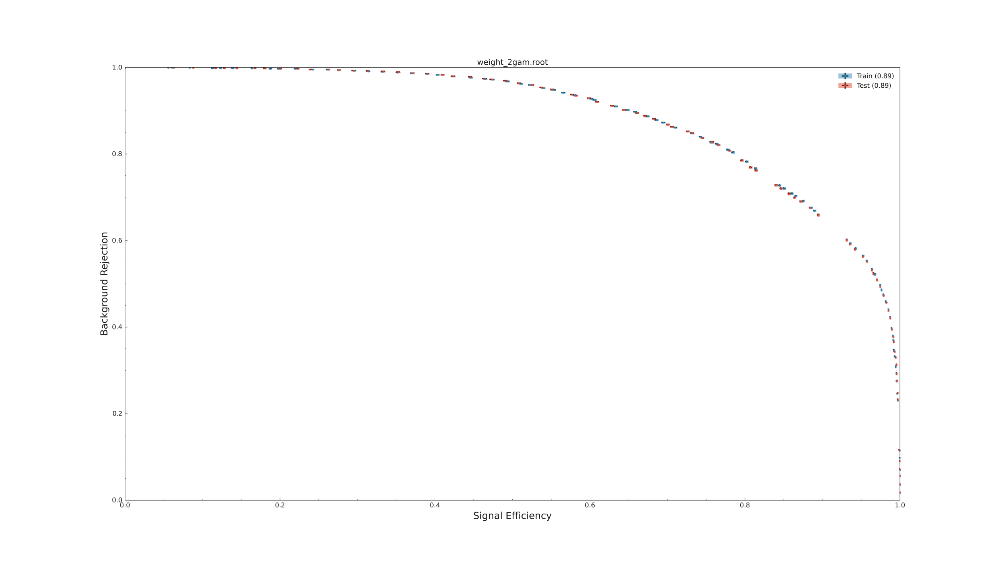 weight_2gam.root
Train (0.89)
Test (0.89)
1.0
0.8
0.6
0.4
0.2
0.0
Background Rejection
0.0 0.2 0.4 0.6 0.8 1.0
Signal Efficiency